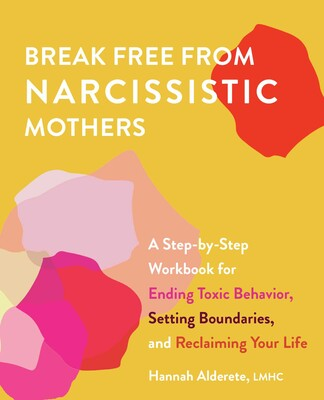 BREAK FREE FROM
NARCISSISTIC
MOTHERS
A Step-by-Step
Workbook for
Ending Toxic Behavior,
Setting Boundaries,
and Reclaiming Your Life
Hannah Alderete, LMHC